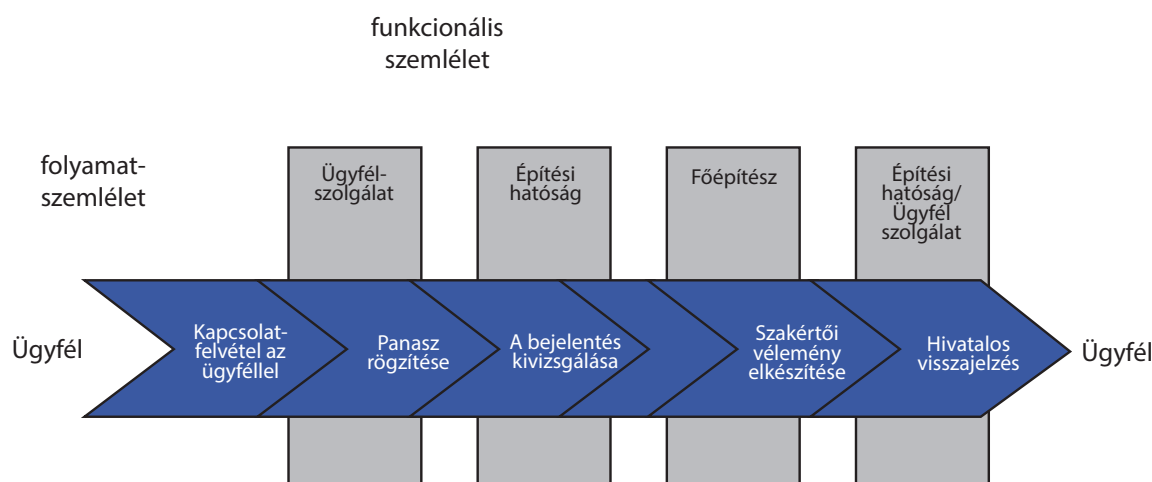 funkcionális
szemlélet
folyamat-
szemlélet
Ügyfél-
szolgálat
Építési
hatóság
Főépítész
Építési
hatóság/
Ügyfél
szolgálat
Ügyfél
Kapcsolat-
felvétel az
ügyféllel
Panasz
rögzítése
A bejelentés
kivizsgálása
Szakértői
vélemény
elkészítése
Hivatalos
visszajelzés
Ügyfél